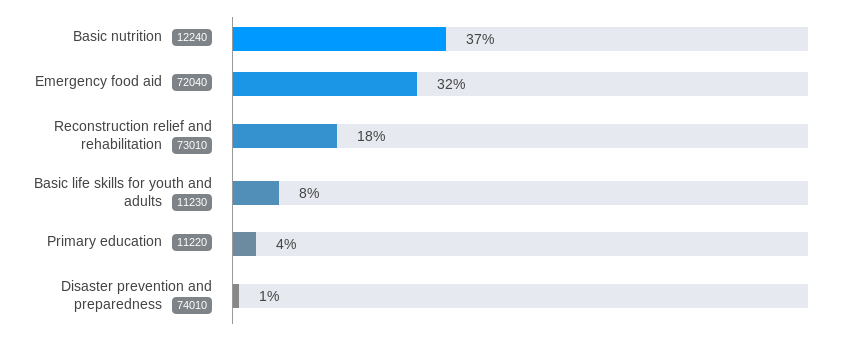 Basic nutrition 12240 37%
Emergency food aid 72040 32%
Reconstruction relief and
rehabilitation 73010 18%
Basic life skills for youth and
adults 11230 8%
Primary education 11220 4%
Disaster prevention and
preparedness 74010 1%